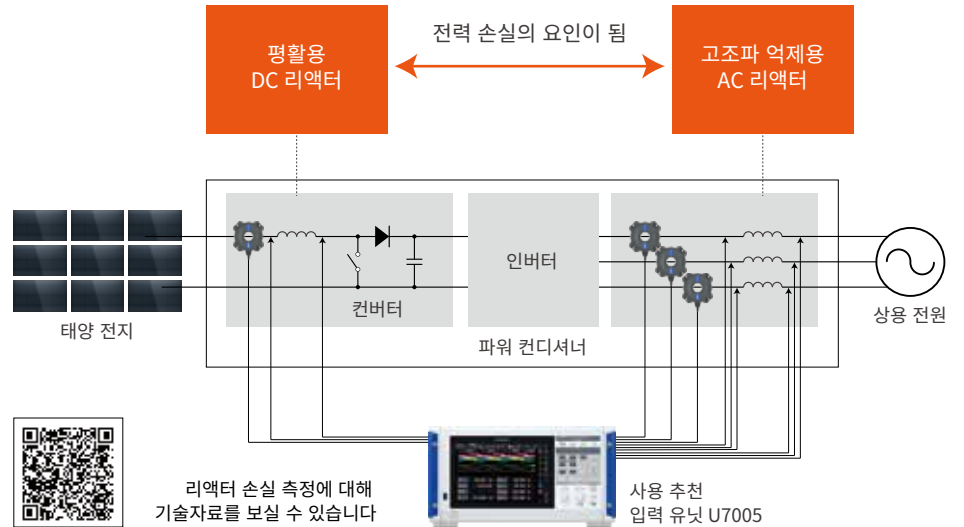 평활용
DC 리액터
전력 손실의 요인이 됨
고조파 억제용
AC 리액터
인버터
컨버터
태양 전지
상용 전원
파워 컨디셔너
리액터 손실 측정에 대해
기술자료를 보실 수 있습니다
사용 추천
입력 유닛 U7005